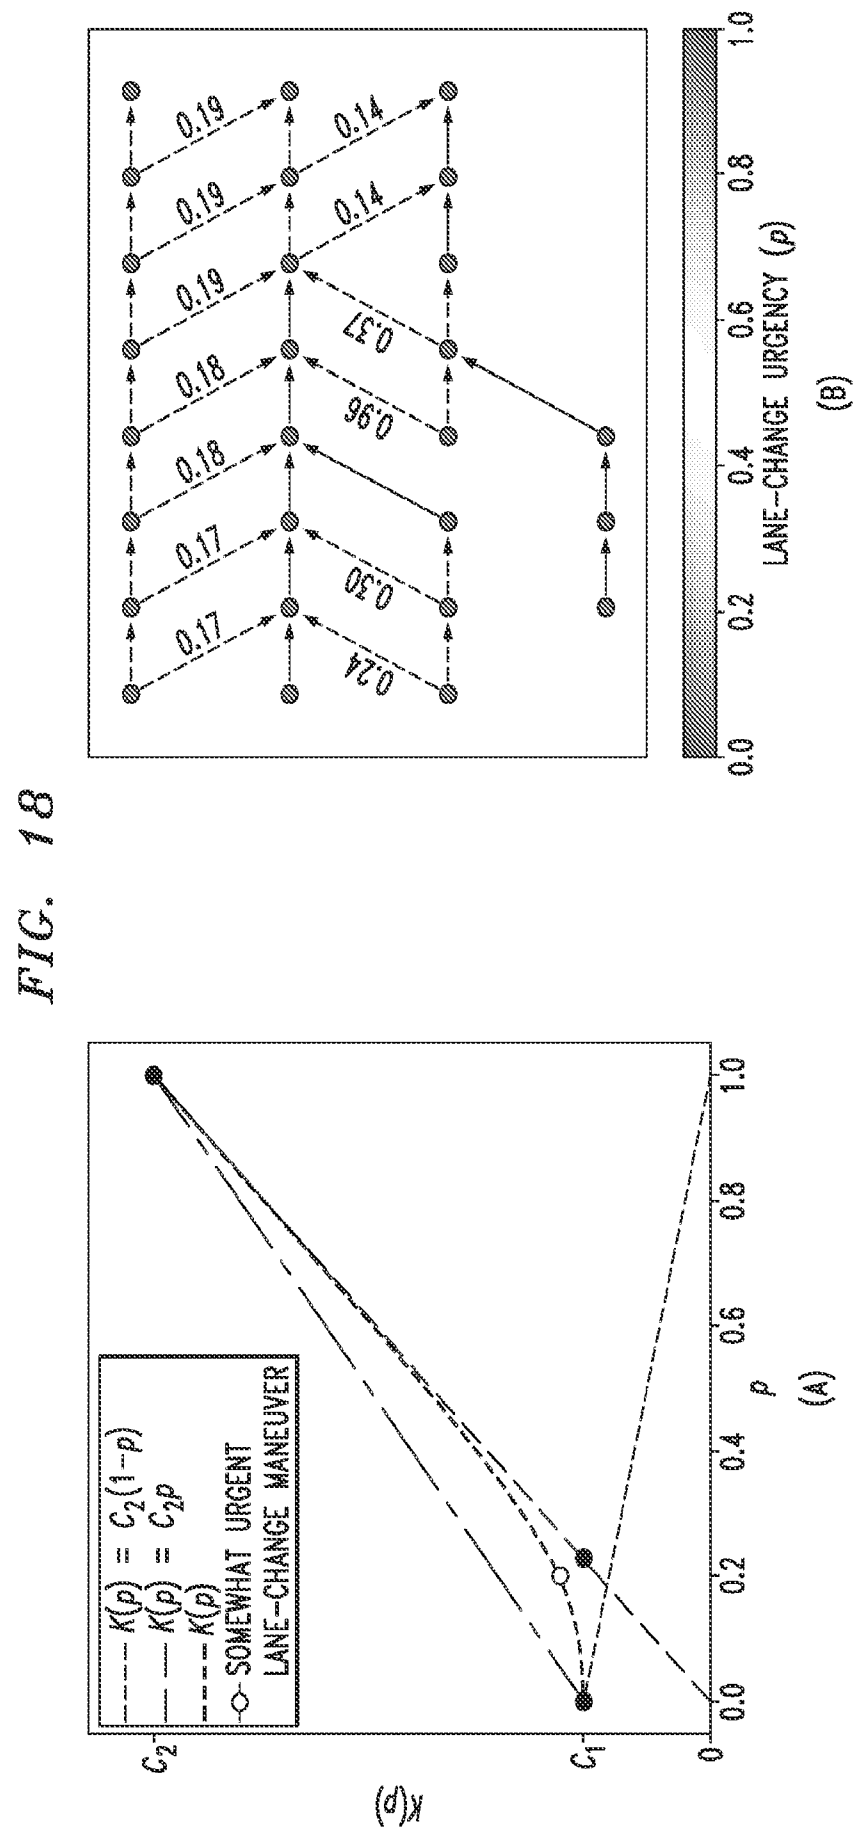 FIG. 18
K(p) = C2(1-p)
K(p) = C2p
K(p)
SOMEWHAT URGENT
LANE-CHANGE MANEUVER
K(p)
C2
C1
0
0.0 0.2 0.4 0.6 0.8 1.0
p
(A)
0.17 0.17 0.18 0.18 0.19 0.19 0.19
0.24 0.30 0.96 0.37 0.14 0.14
0.0 0.2 0.4 0.6 0.8 1.0
LANE-CHANGE URGENCY (p)
(B)